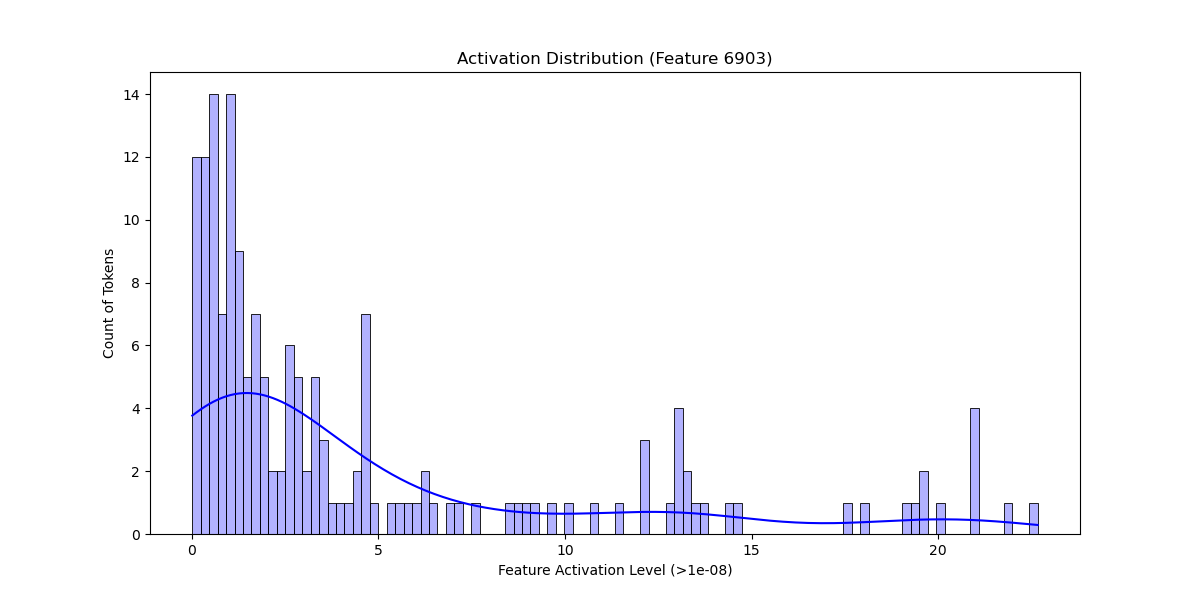 Activation Distribution (Feature 6903)
14
12
10
8
6
4
2
0
Count of Tokens
0 5 10 15 20
Feature Activation Level (>1e-08)